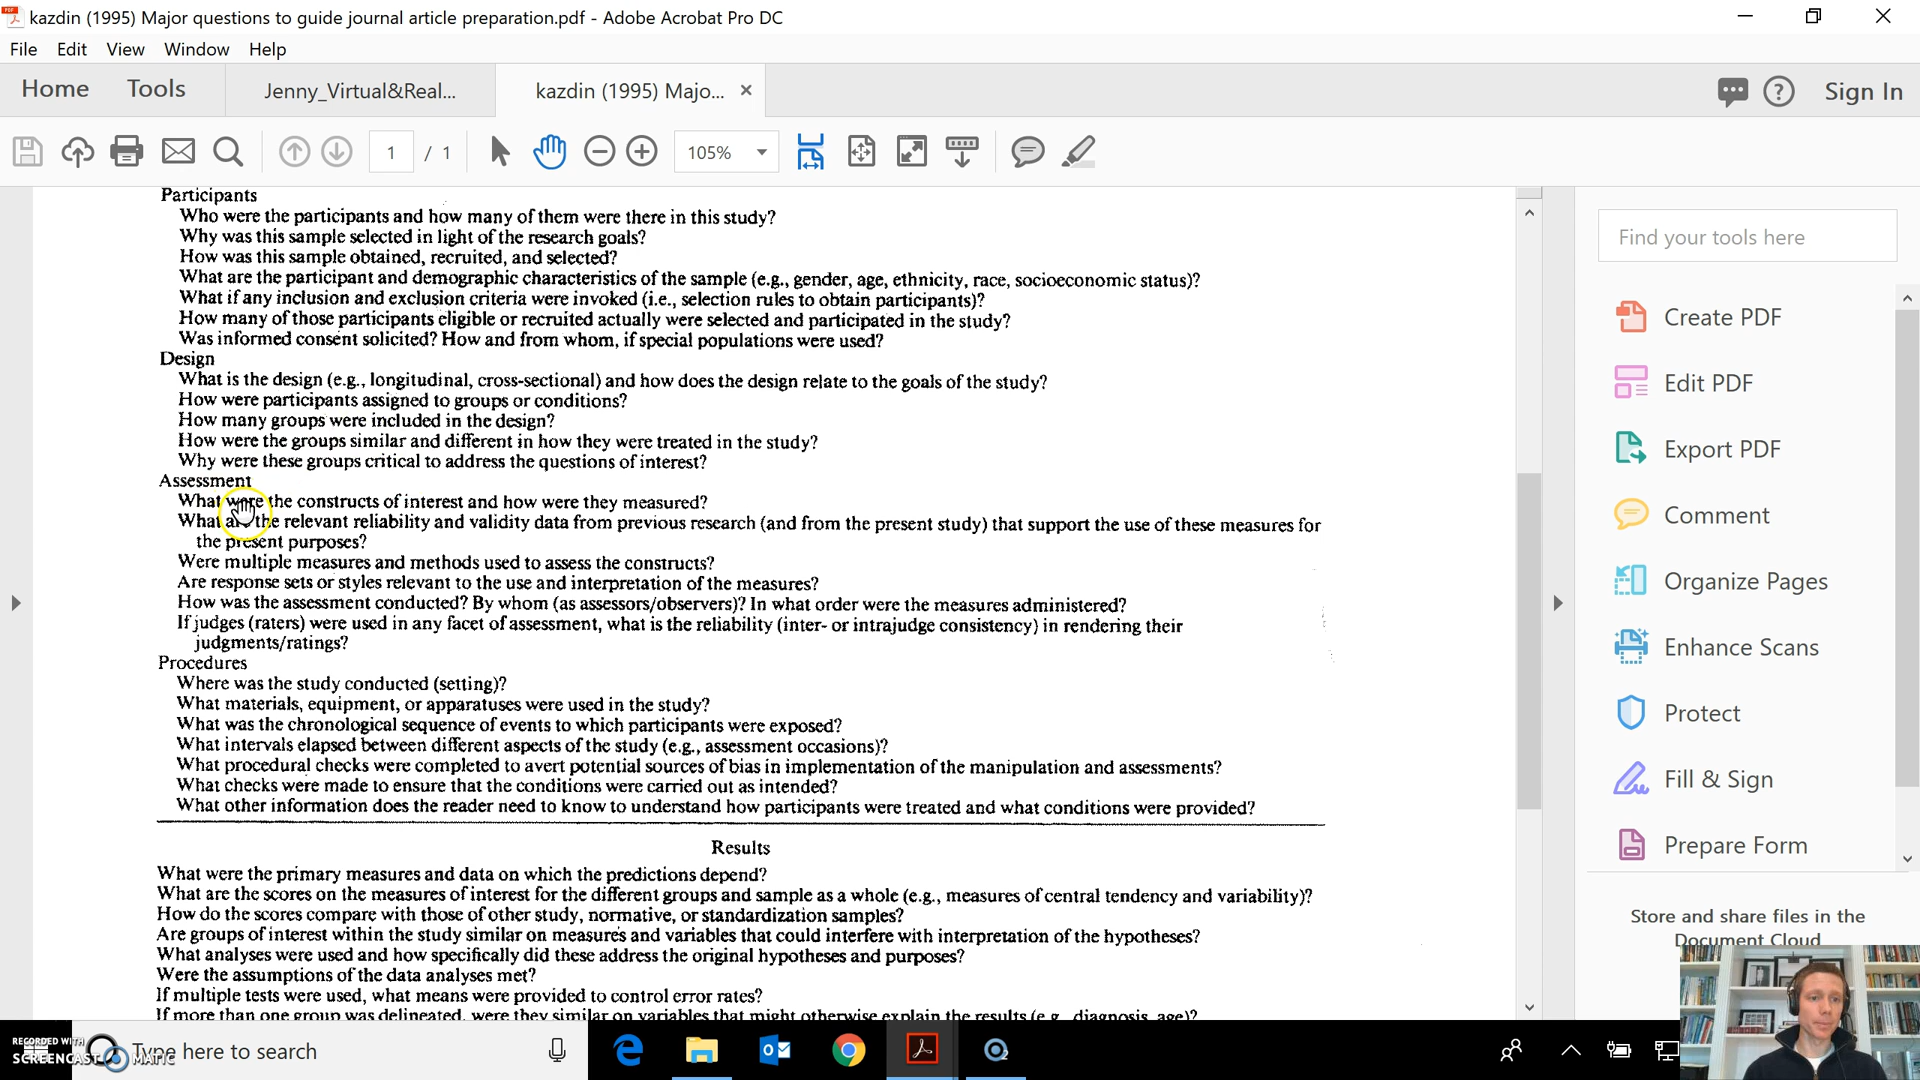 kazdin (1995) Major questions to guide journal article preparation.pdf - Adobe Acrobat Pro DC
File Edit View Window Help
Home Tools Jenny_Virtual&Real... kazdin (1995) Majo... Sign In
1 / 1 105%
Participants
Who were the participants and how many of them were there in this study?
Why was this sample selected in light of the research goals?
How was this sample obtained, recruited, and selected?
What are the participant and demographic characteristics of the sample (e.g., gender, age, ethnicity, race, socioeconomic status)?
What if any inclusion and exclusion criteria were invoked (i.e., selection rules to obtain participants)?
How many of those participants eligible or recruited actually were selected and participated in the study?
Was informed consent solicited? How and from whom, if special populations were used?
Design
What is the design (e.g., longitudinal, cross-sectional) and how does the design relate to the goals of the study?
How were participants assigned to groups or conditions?
How many groups were included in the design?
How were the groups similar and different in how they were treated in the study?
Why were these groups critical to address the questions of interest?
Assessment
What were the constructs of interest and how were they measured?
What are the relevant reliability and validity data from previous research (and from the present study) that support the use of these measures for
the present purposes?
Were multiple measures and methods used to assess the constructs?
Are response sets or styles relevant to the use and interpretation of the measures?
How was the assessment conducted? By whom (as assessors/observers)? In what order were the measures administered?
If judges (raters) were used in any facet of assessment, what is the reliability (inter- or intrajudge consistency) in rendering their
judgments/ratings?
Procedures
Where was the study conducted (setting)?
What materials, equipment, or apparatuses were used in the study?
What was the chronological sequence of events to which participants were exposed?
What intervals elapsed between different aspects of the study (e.g., assessment occasions)?
What procedural checks were completed to avert potential sources of bias in implementation of the manipulation and assessments?
What checks were made to ensure that the conditions were carried out as intended?
What other information does the reader need to know to understand how participants were treated and what conditions were provided?
Results
What were the primary measures and data on which the predictions depend?
What are the scores on the measures of interest for the different groups and sample as a whole (e.g., measures of central tendency and variability)?
How do the scores compare with those of other study, normative, or standardization samples?
Are groups of interest within the study similar on measures and variables that could interfere with interpretation of the hypotheses?
What analyses were used and how specifically did these address the original hypotheses and purposes?
Were the assumptions of the data analyses met?
If multiple tests were used, what means were provided to control error rates?
If more than one group was delineated, were they similar on variables that might otherwise explain the results (e.g., diagnosis, age)?
Find your tools here
Create PDF
Edit PDF
Export PDF
Comment
Organize Pages
Enhance Scans
Protect
Fill & Sign
Prepare Form
Store and share files in the
Document Cloud
Type here to search
RECORDED WITH
SCREENCAST MATIC